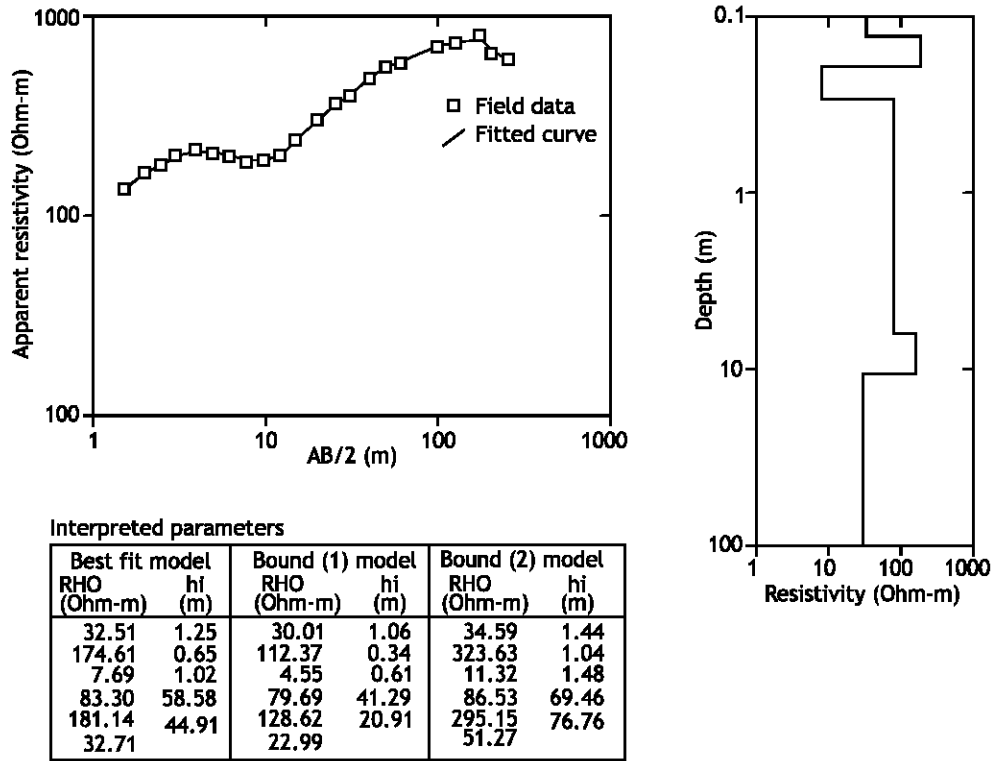 1000
Apparent resistivity (Ohm-m)
100
100
1
10
100
1000
AB/2 (m)
Field data
Fitted curve
0.1
1
10
100
Depth (m)
1
10
100
1000
Resistivity (Ohm-m)
Interpreted parameters
Best fit model Bound (1) model Bound (2) model
RHO hi RHO hi RHO hi
(Ohm-m) (m) (Ohm-m) (m) (Ohm-m) (m)
32.51 1.25 30.01 1.06 34.59 1.44
174.61 0.65 112.37 0.34 323.63 1.04
7.69 1.02 4.55 0.61 11.32 1.48
83.30 58.58 79.69 41.29 86.53 69.46
181.14 44.91 128.62 20.91 295.15 76.76
32.71 22.99 51.27